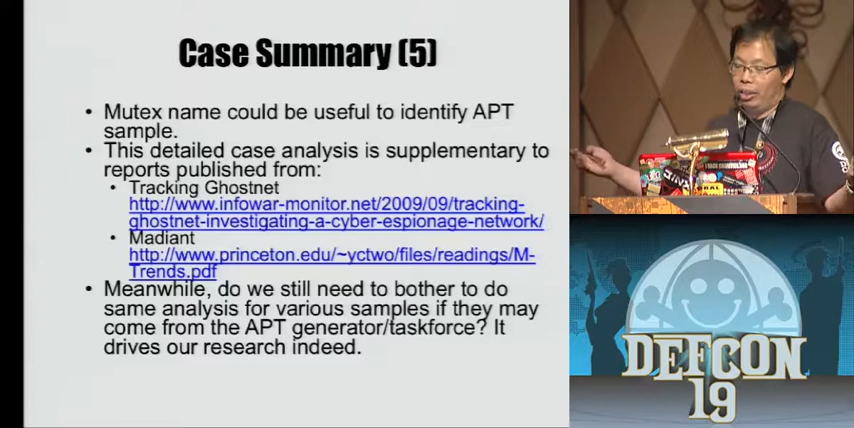 Case Summary (5)
• Mutex name could be useful to identify APT
sample.
• This detailed case analysis is supplementary to
reports published from:
• Tracking Ghostnet
http://www.infowar-monitor.net/2009/09/tracking-
ghostnet-investigating-a-cyber-espionage-network/
• Madiant
http://www.princeton.edu/~yctwo/files/readings/M-
Trends.pdf
• Meanwhile, do we still need to bother to do
same analysis for various samples if they may
come from the APT generator/taskforce? It
drives our research indeed.
DEFCON
19